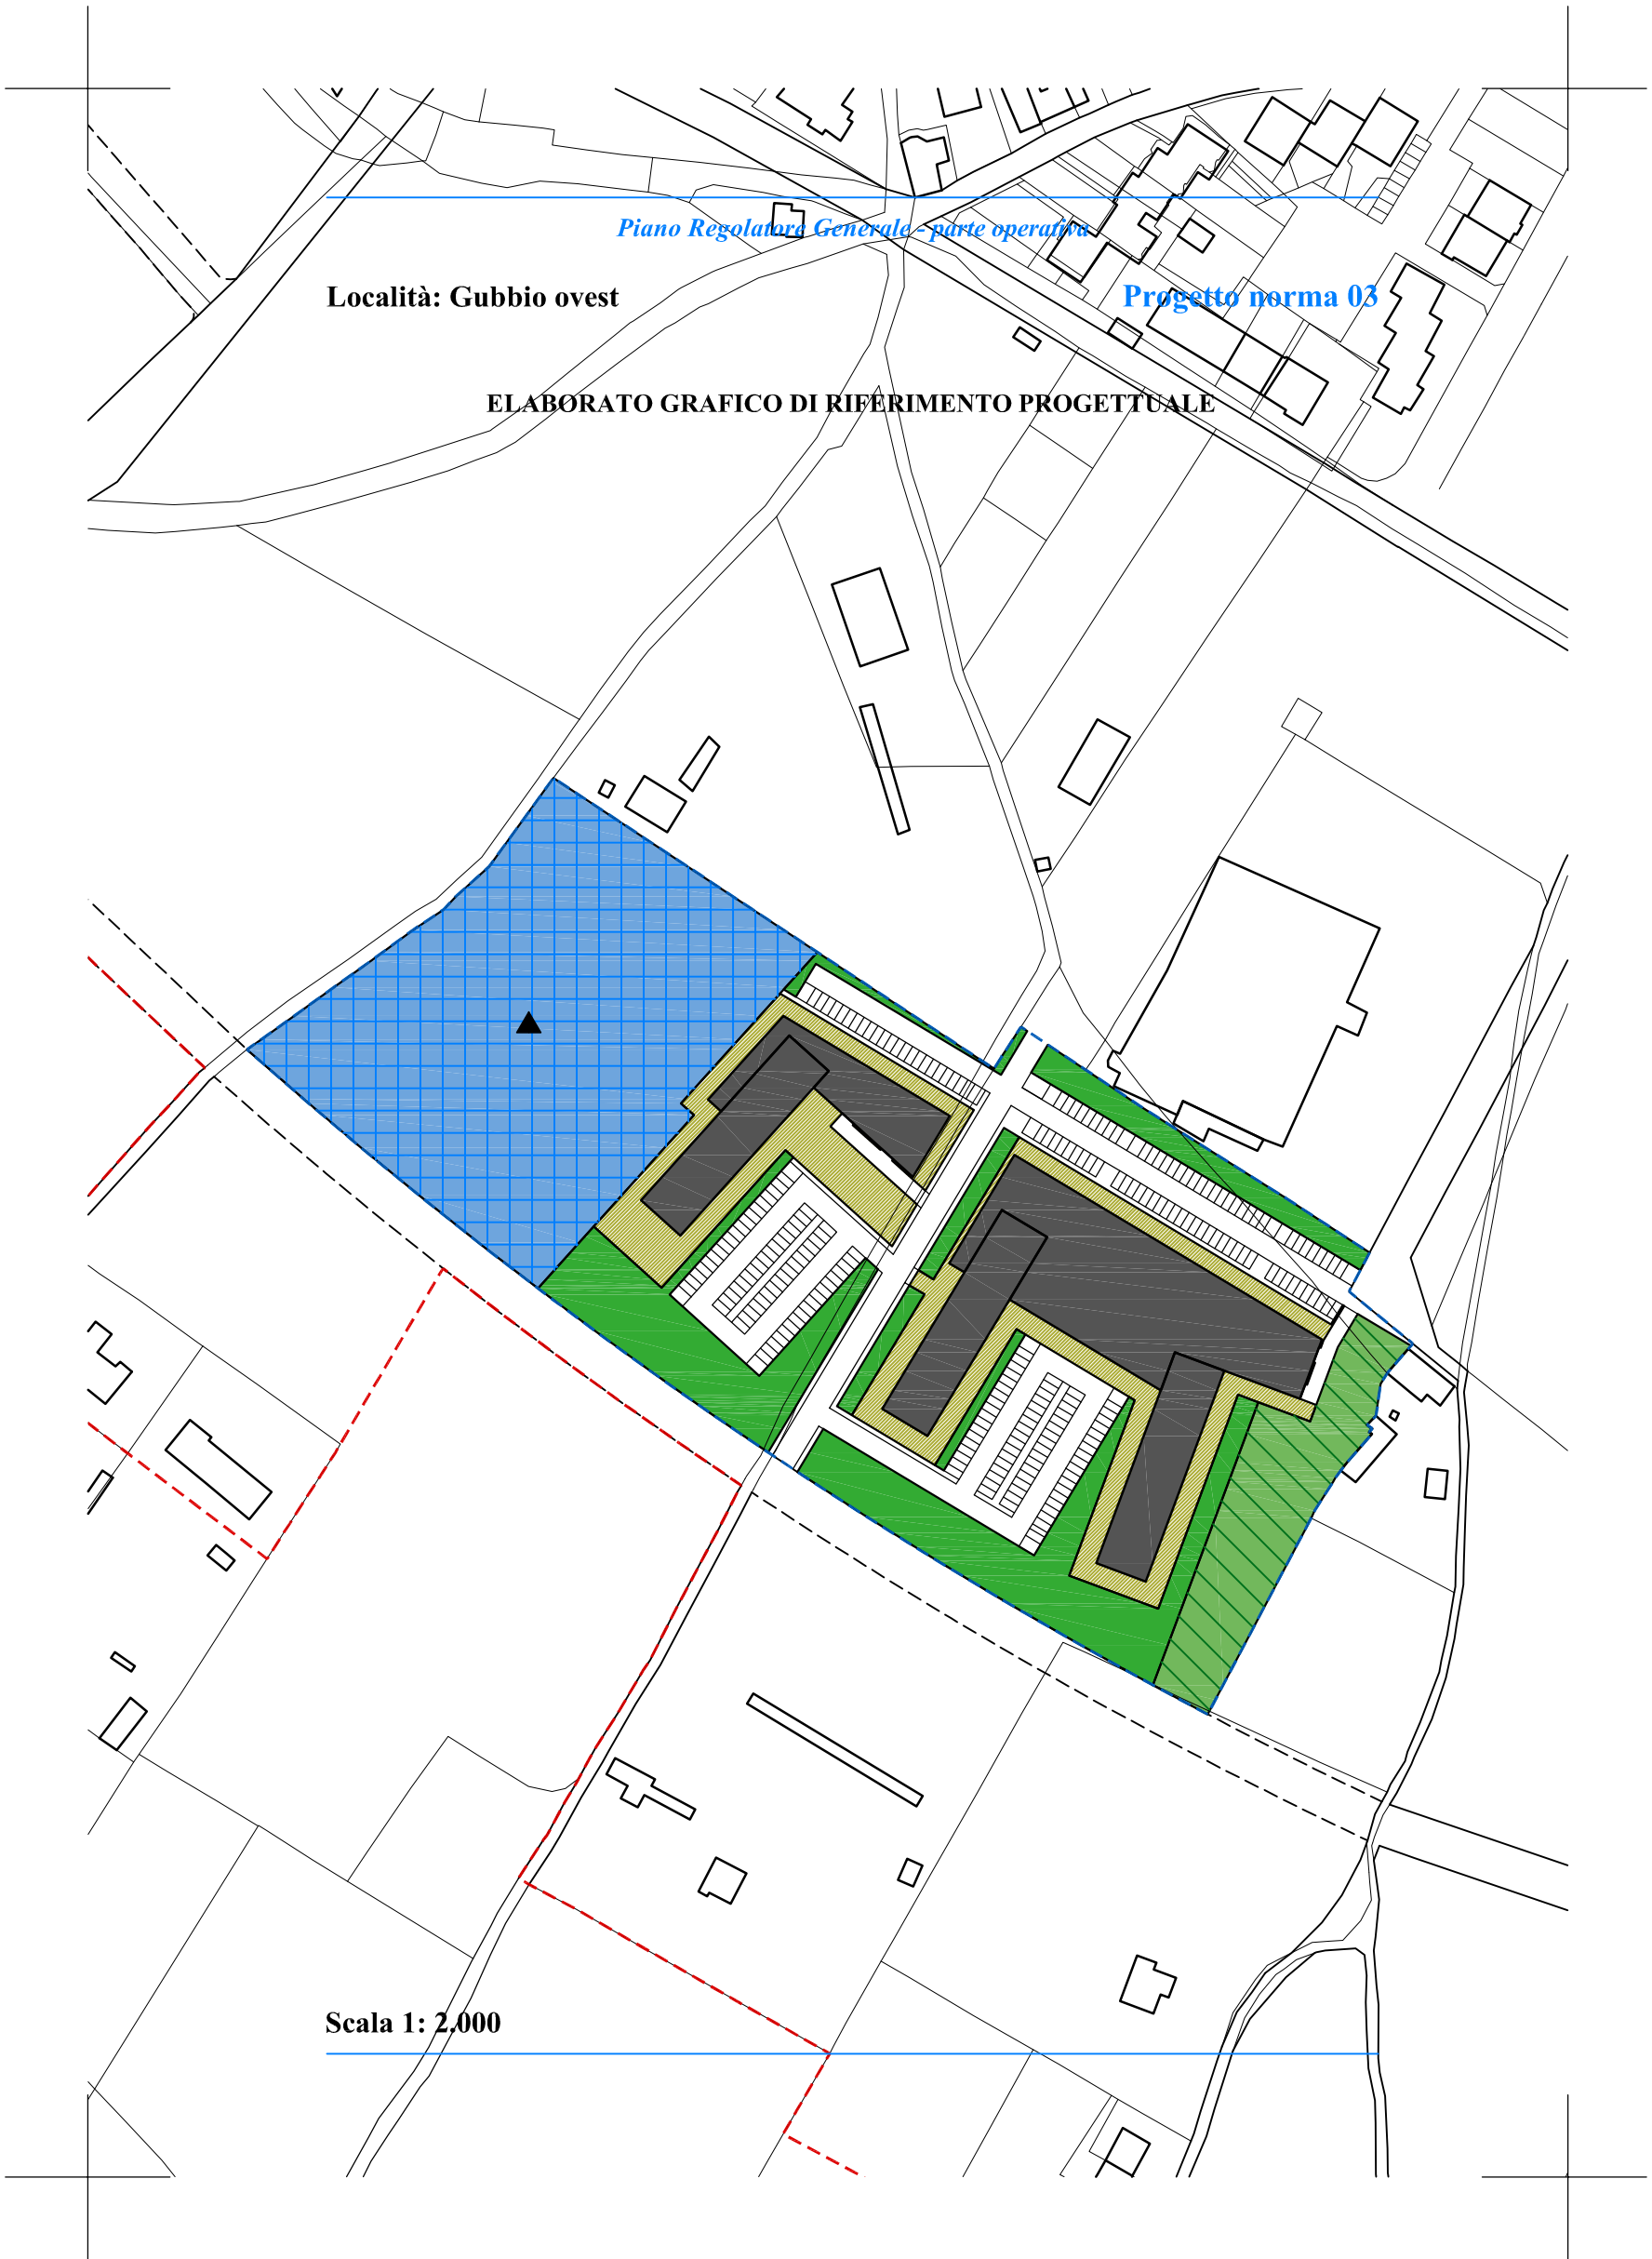 Piano Regolatore Generale - parte operativa
Località: Gubbio ovest
Progetto norma 03
ELABORATO GRAFICO DI RIFERIMENTO PROGETTUALE
Scala 1: 2.000